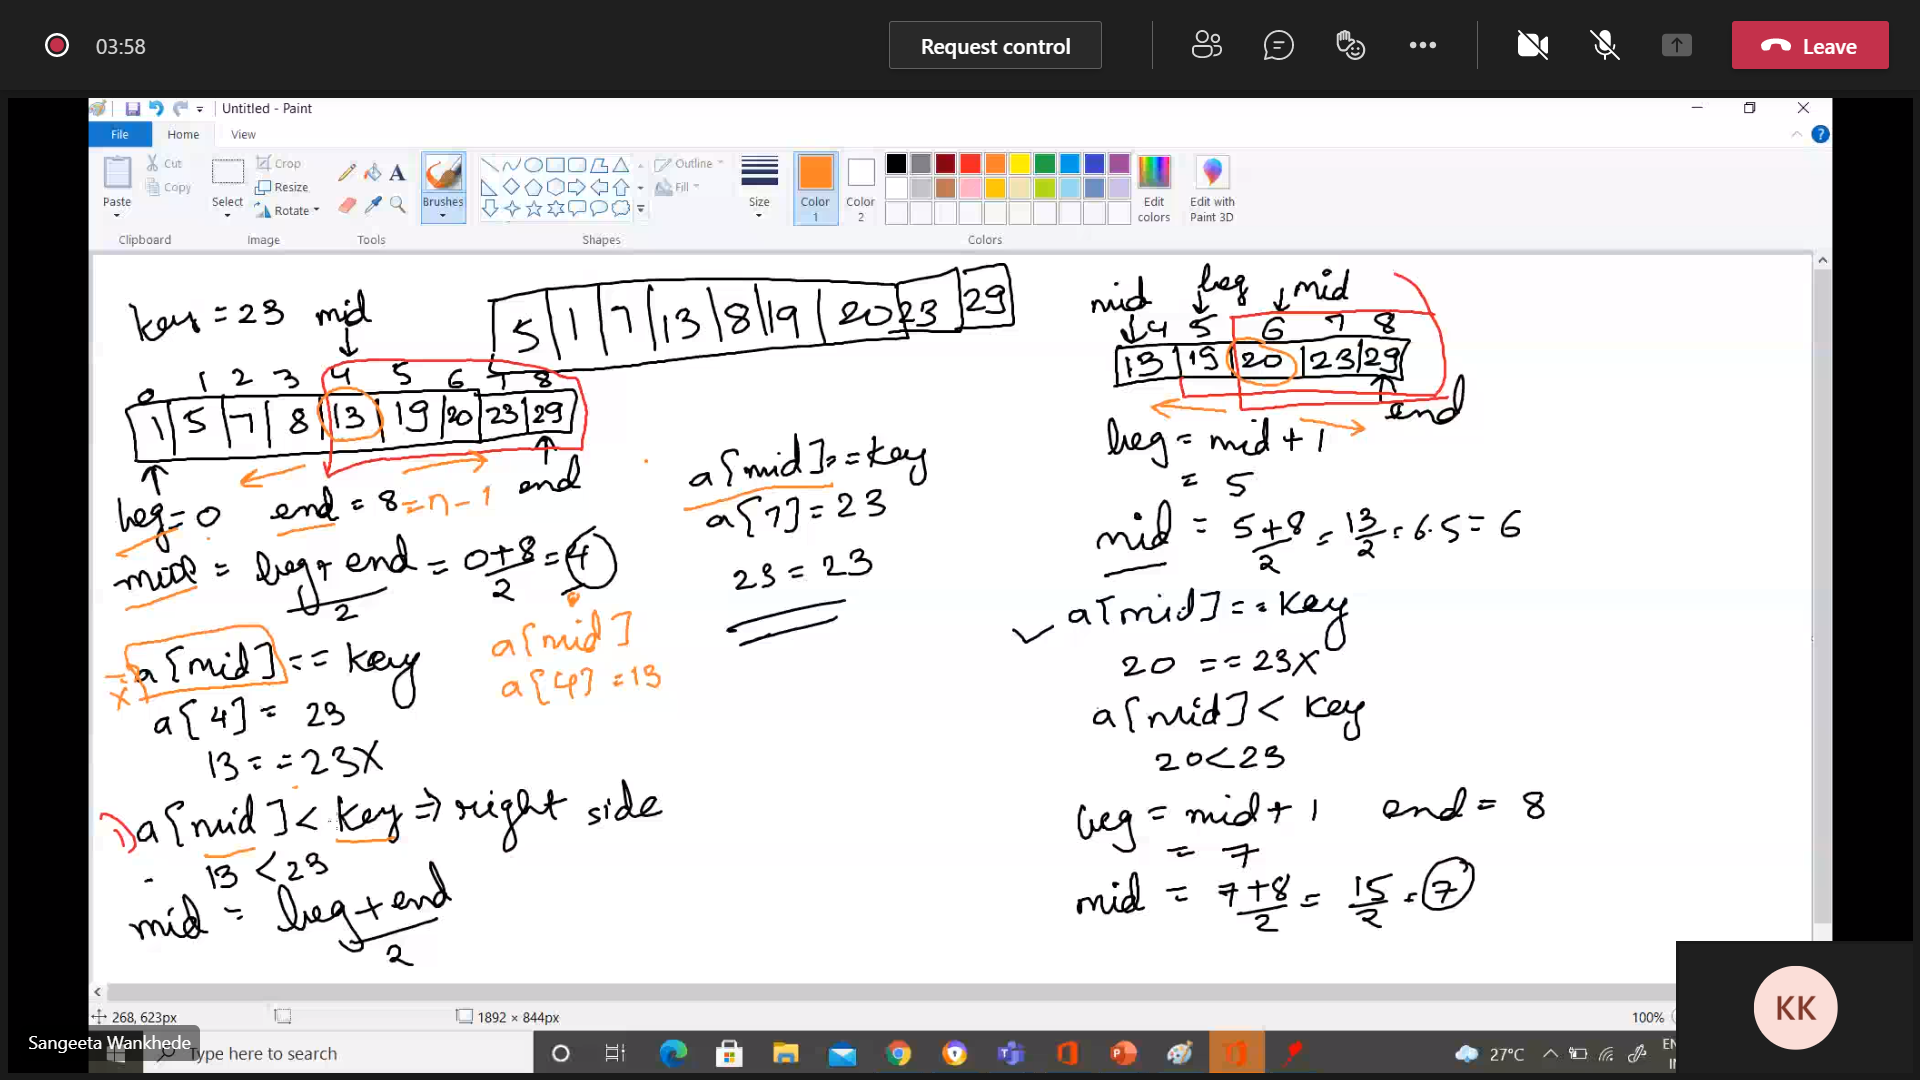 03:58
Request control
Leave
Untitled - Paint
File Home View
Paste
Cut
Copy
Clipboard
Select
Crop
Resize
Rotate
Image
Tools
Brushes
Outline
Fill
Shapes
Size
Color 1
Color 2
Edit colors
Edit with Paint 3D
Colors
key = 23 mid
5 1 7 13 8 19 20 23 29
0 1 2 3 4 5 6 7 8
1 5 7 8 13 19 20 23 29
beg = 0 end = 8 = n - 1 end
mid = beg + end / 2 = 0+8 / 2 = 4
a[mid]
a[4] = 13
a[mid] == key
a[4] = 23
13 == 23 X
1) a[mid] < key => right side
13 < 23
mid = beg + end / 2
a[mid] == key
a[7] = 23
23 = 23
mid beg mid
4 5 6 7 8
13 19 20 23 29
end
beg = mid + 1
= 5
mid = 5+8 / 2 = 13 / 2 = 6.5 = 6
a[mid] == key
20 == 23 X
a[mid] < key
20 < 23
beg = mid + 1 end = 8
= 7
mid = 7+8 / 2 = 15 / 2 = 7
KK
268, 623px
1892 × 844px
100%
Sangeeta Wankhede
Type here to search
27°C